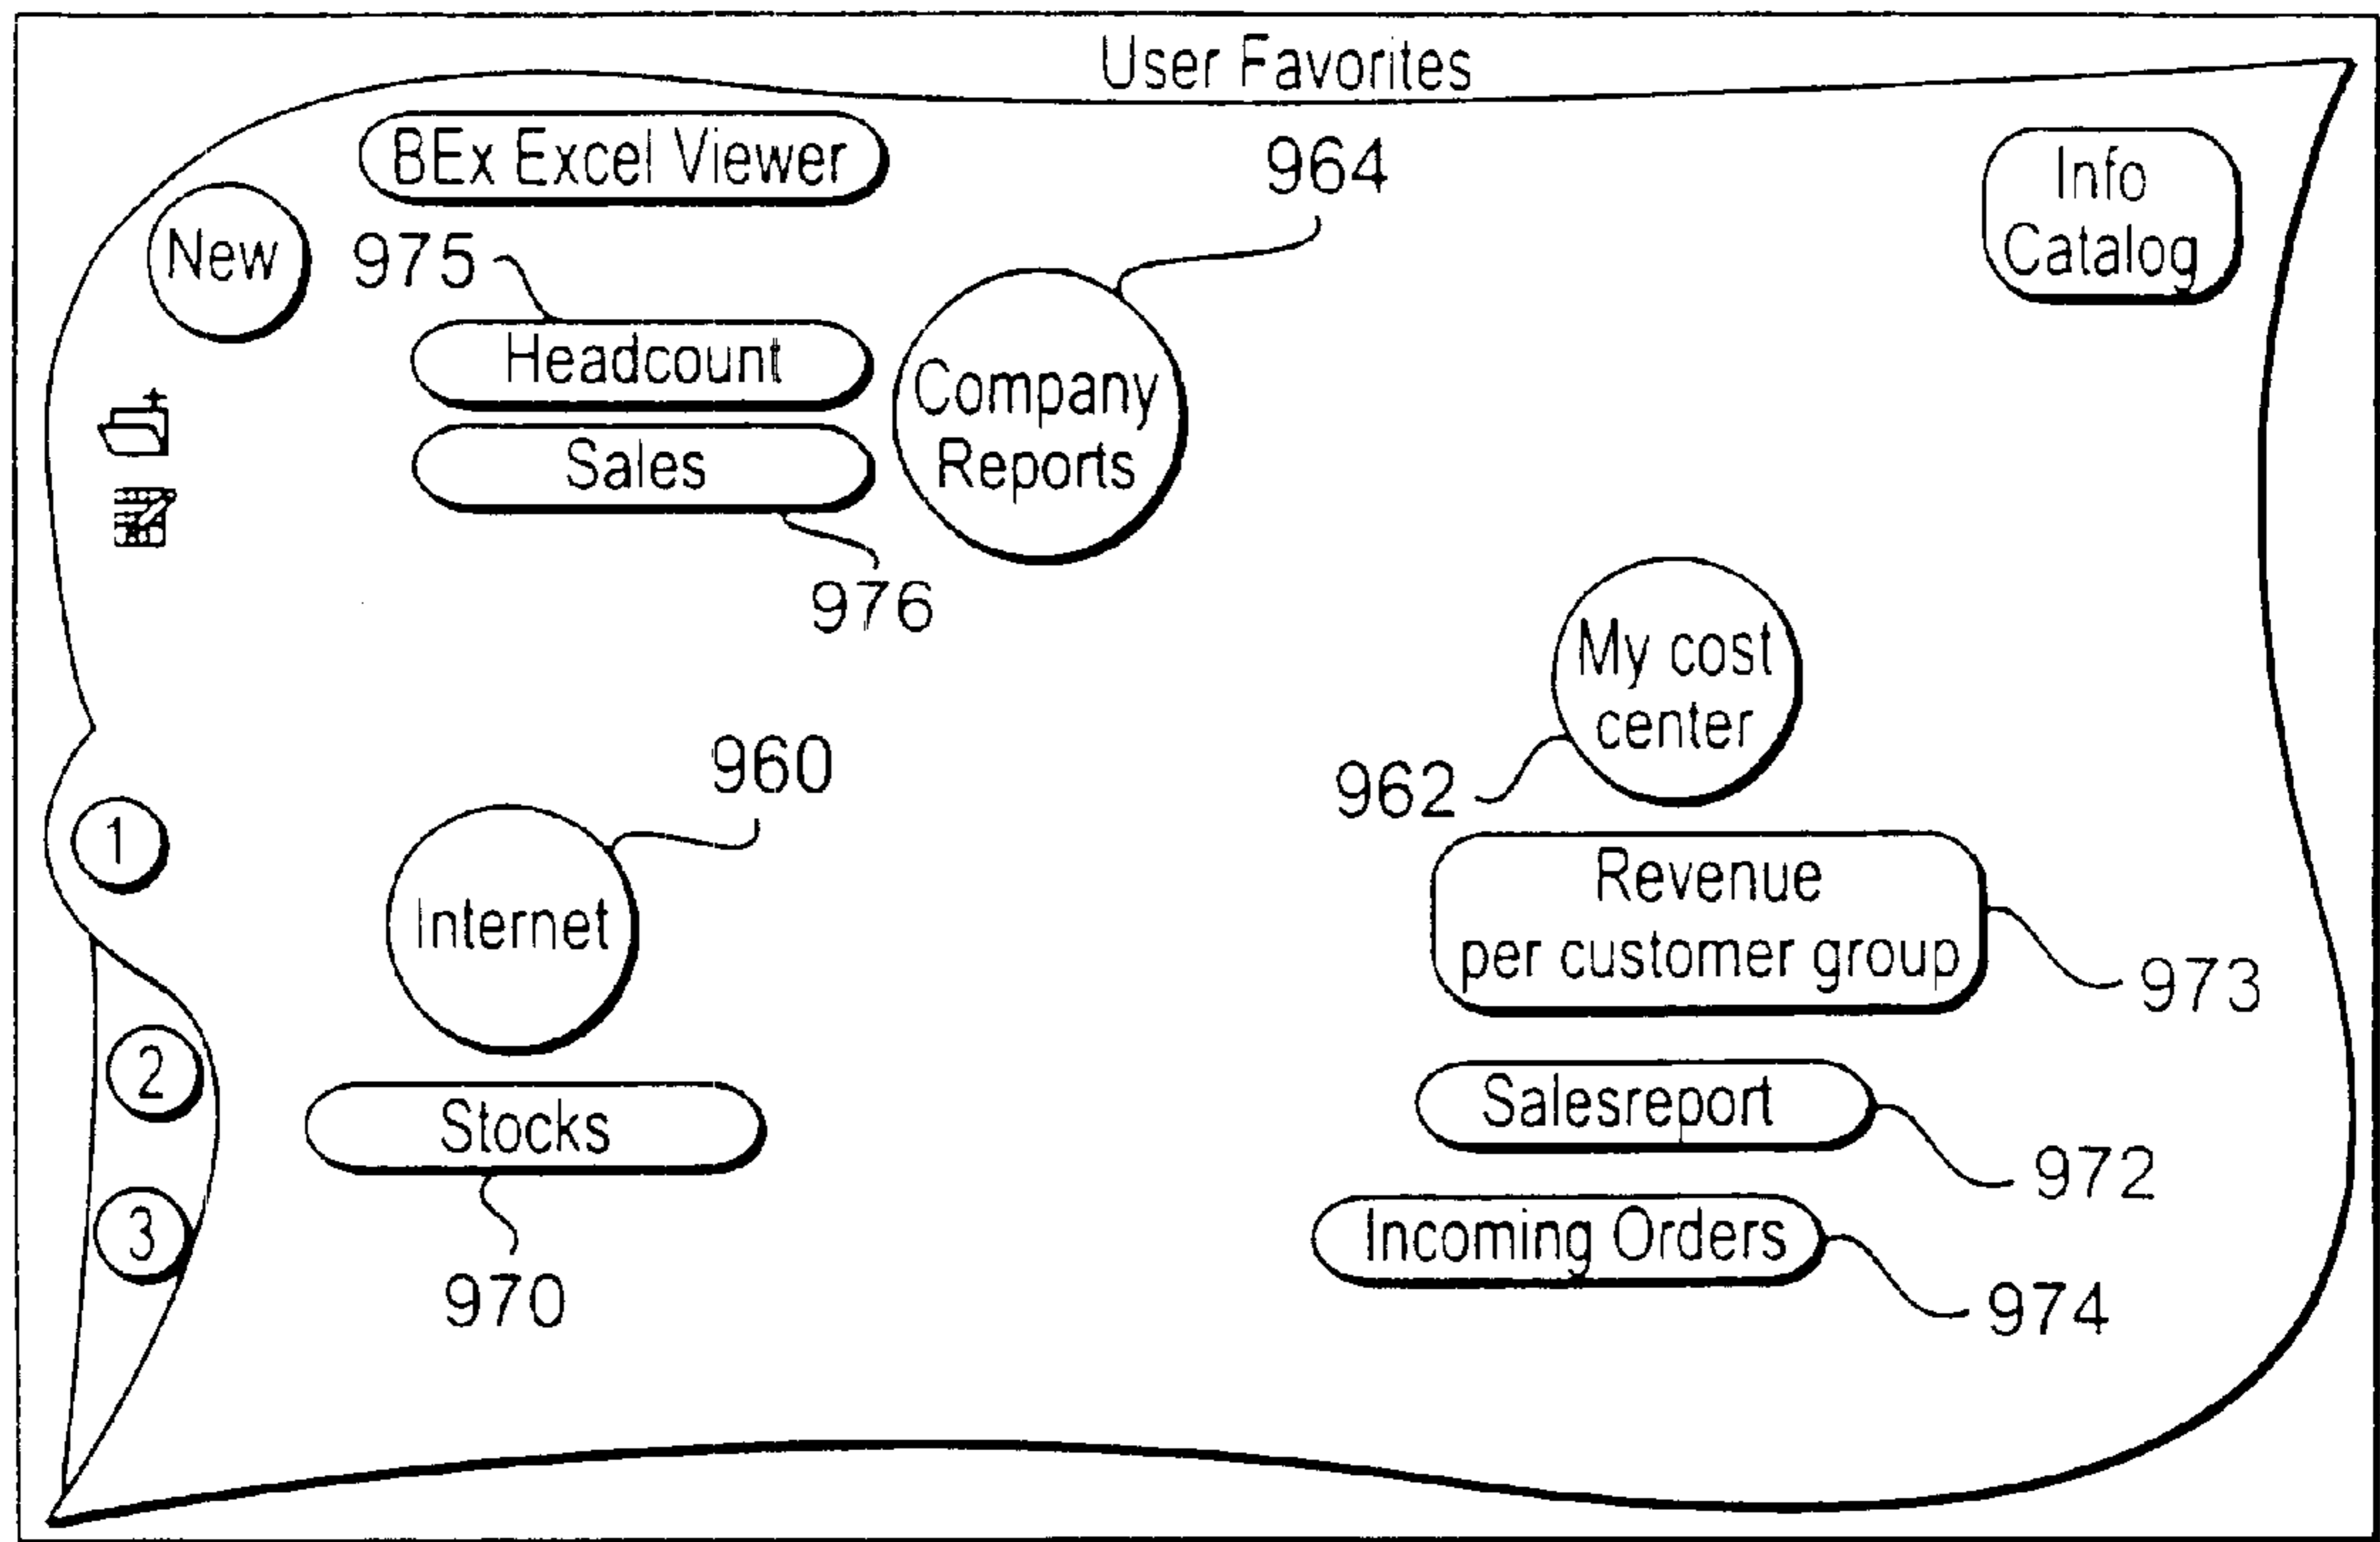 User Favorites
BEx Excel Viewer
964
Info
Catalog
New
975
Headcount
Company
Reports
Sales
976
My cost
center
960
962
1
Internet
Revenue
per customer group
973
2
Stocks
Salesreport
972
3
Incoming Orders
970
974